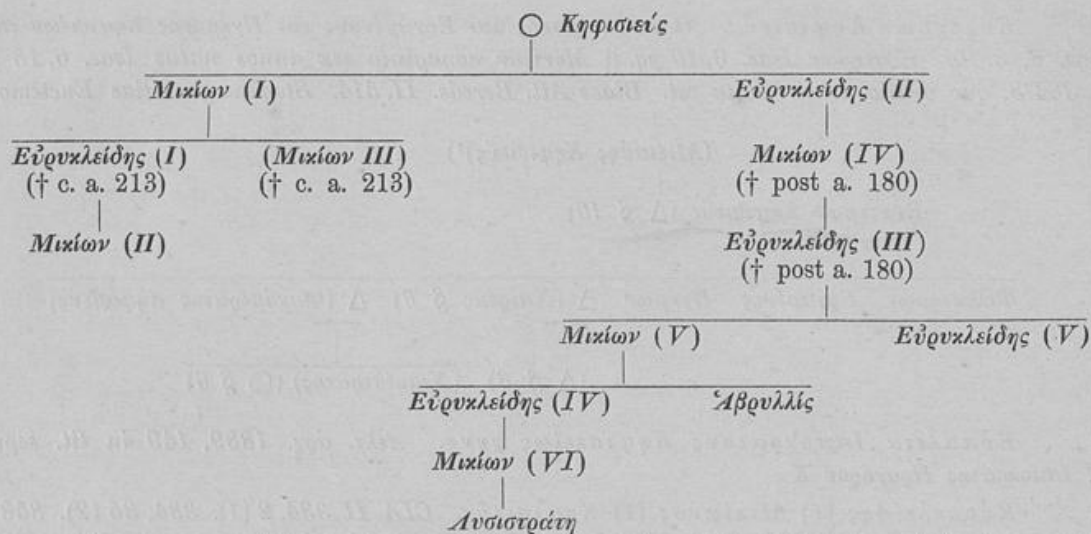 Κηφισιεύς
Μικίων (I) Εὐρυκλείδης (II)
Εὐρυκλείδης (I) (Μικίων III) Μικίων (IV)
(† c. a. 213) († c. a. 213) († post a. 180)
Μικίων (II) Εὐρυκλείδης (III)
(† post a. 180)
Μικίων (V) Εὐρυκλείδης (V)
Εὐρυκλείδης (IV) Ἁβρυλλίς
Μικίων (VI)
Λυσιστράτη